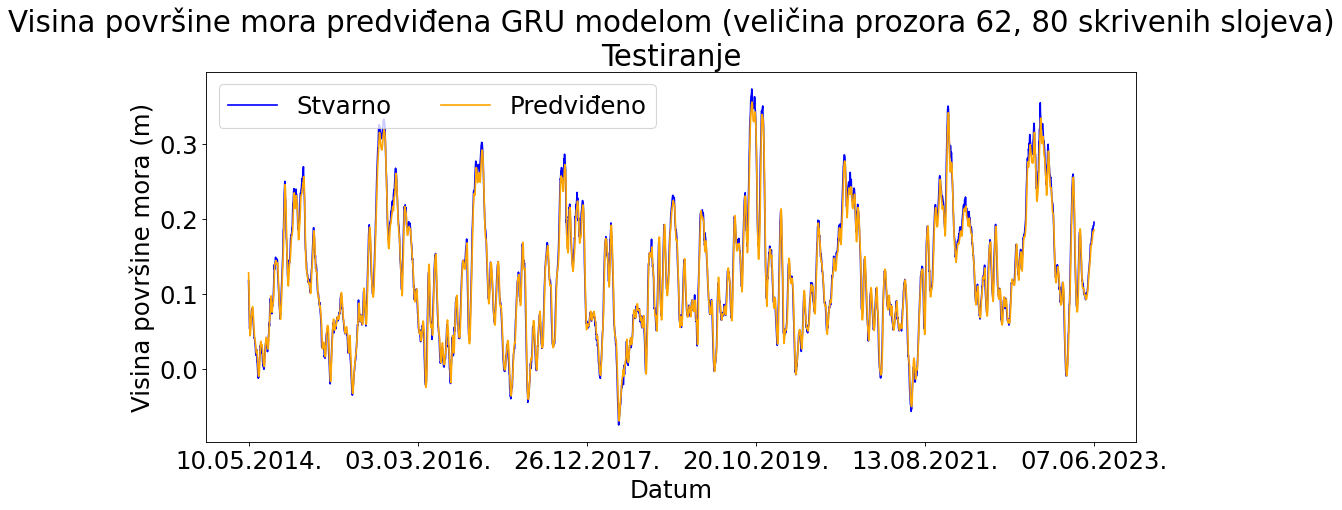 Visina površine mora predviđena GRU modelom (veličina prozora 62, 80 skrivenih slojeva)
Testiranje
Stvarno
Predviđeno
Visina površine mora (m)
0.3
0.2
0.1
0.0
10.05.2014.
03.03.2016.
26.12.2017.
20.10.2019.
13.08.2021.
07.06.2023.
Datum